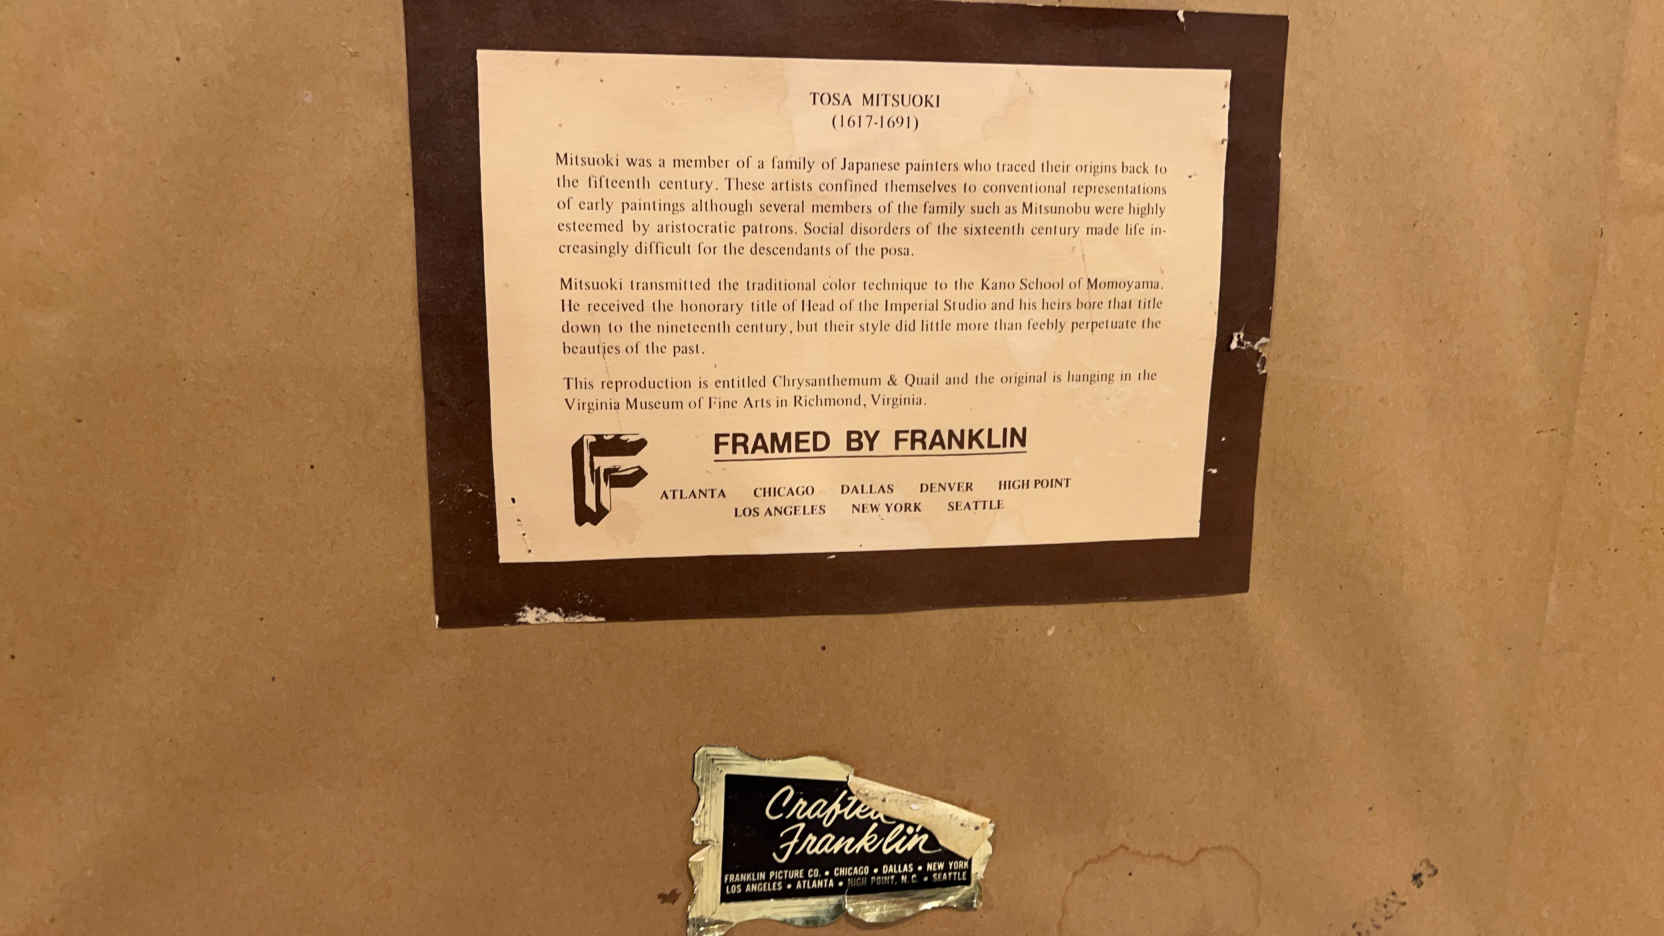 TOSA MITSUOKI
(1617-1691)
Mitsuoki was a member of a family of Japanese painters who traced their origins back to
the fifteenth century. These artists confined themselves to conventional representations
of early paintings although several members of the family such as Mitsunobu were highly
esteemed by aristocratic patrons. Social disorders of the sixteenth century made life in-
creasingly difficult for the descendants of the posa.
Mitsuoki transmitted the traditional color technique to the Kano School of Momoyama.
He received the honorary title of Head of the Imperial Studio and his heirs bore that title
down to the nineteenth century, but their style did little more than feebly perpetuate the
beauties of the past.
This reproduction is entitled Chrysanthemum & Quail and the original is hanging in the
Virginia Museum of Fine Arts in Richmond, Virginia.
F
FRAMED BY FRANKLIN
ATLANTA CHICAGO DALLAS DENVER HIGH POINT
LOS ANGELES NEW YORK SEATTLE
Crafted
Franklin
FRANKLIN PICTURE CO. • CHICAGO • DALLAS • NEW YORK
LOS ANGELES • ATLANTA • HIGH POINT, N.C. • SEATTLE
#3